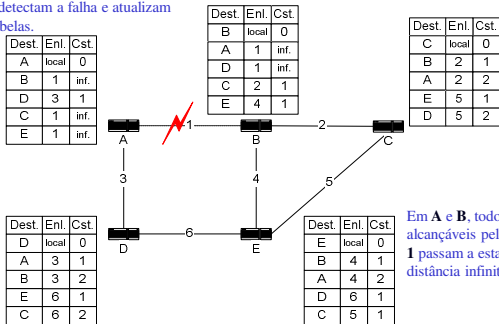 detectam a falha e atualizam
belas.
Dest. Enl. Cst.
A local 0
B 1 inf.
D 3 1
C 1 inf.
E 1 inf.
Dest. Enl. Cst.
B local 0
A 1 inf.
D 1 inf.
C 2 1
E 4 1
Dest. Enl. Cst.
C local 0
B 2 1
A 2 2
E 5 1
D 5 2
1
2
A
B
C
3
4
5
6
D
E
Dest. Enl. Cst.
D local 0
A 3 1
B 3 2
E 6 1
C 6 2
Dest. Enl. Cst.
E local 0
B 4 1
A 4 2
D 6 1
C 5 1
Em A e B, todo
alcançáveis pel
1 passam a esta
distância infinit